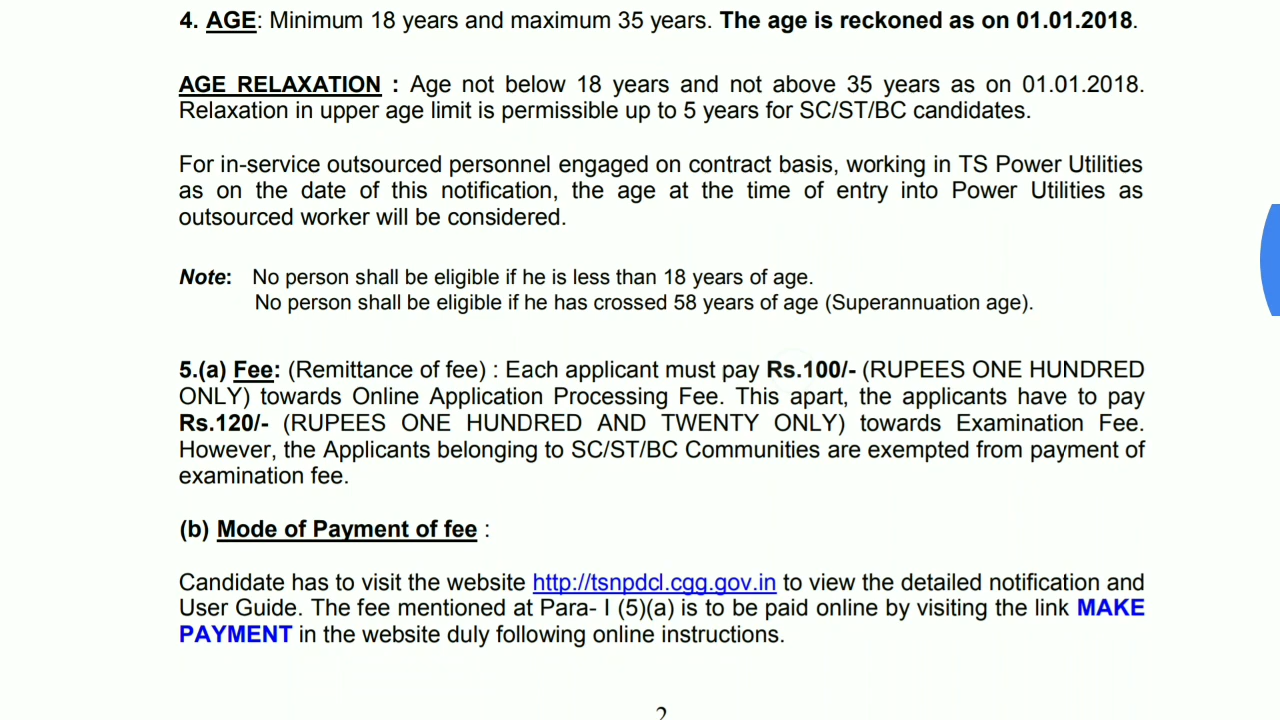 4. AGE: Minimum 18 years and maximum 35 years. The age is reckoned as on 01.01.2018.
AGE RELAXATION : Age not below 18 years and not above 35 years as on 01.01.2018.
Relaxation in upper age limit is permissible up to 5 years for SC/ST/BC candidates.
For in-service outsourced personnel engaged on contract basis, working in TS Power Utilities
as on the date of this notification, the age at the time of entry into Power Utilities as
outsourced worker will be considered.
Note: No person shall be eligible if he is less than 18 years of age.
No person shall be eligible if he has crossed 58 years of age (Superannuation age).
5.(a) Fee: (Remittance of fee) : Each applicant must pay Rs.100/- (RUPEES ONE HUNDRED
ONLY) towards Online Application Processing Fee. This apart, the applicants have to pay
Rs.120/- (RUPEES ONE HUNDRED AND TWENTY ONLY) towards Examination Fee.
However, the Applicants belonging to SC/ST/BC Communities are exempted from payment of
examination fee.
(b) Mode of Payment of fee :
Candidate has to visit the website http://tsnpdcl.cgg.gov.in to view the detailed notification and
User Guide. The fee mentioned at Para- I (5)(a) is to be paid online by visiting the link MAKE
PAYMENT in the website duly following online instructions.
2